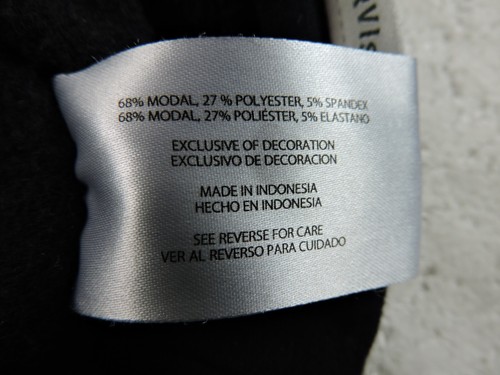 68% MODAL, 27 % POLYESTER, 5% SPANDEX
68% MODAL, 27% POLIÉSTER, 5% ELASTANO
EXCLUSIVE OF DECORATION
EXCLUSIVO DE DECORACION
MADE IN INDONESIA
HECHO EN INDONESIA
SEE REVERSE FOR CARE
VER AL REVERSO PARA CUIDADO